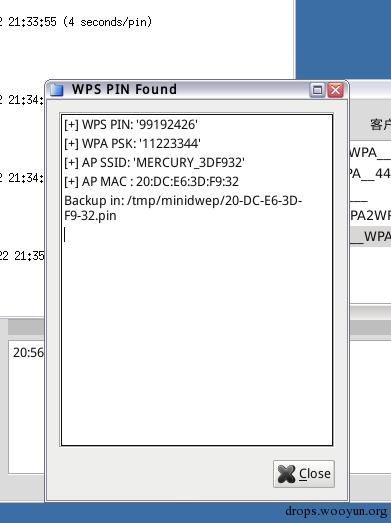 2 21:33:55 (4 seconds/pin)
WPS PIN Found
2 21:34:
[+] WPS PIN: '99192426'
客户
[+] WPA PSK: '11223344'
WPA__
[+] AP SSID: 'MERCURY_3DF932'
PA__44
2 21:34:
[+] AP MAC : 20:DC:E6:3D:F9:32
Backup in: /tmp/minidwep/20-DC-E6-3D-
F9-32.pin
PA2WF
__WPA
22 21:35
20:56
Close
drops.wooyun.org